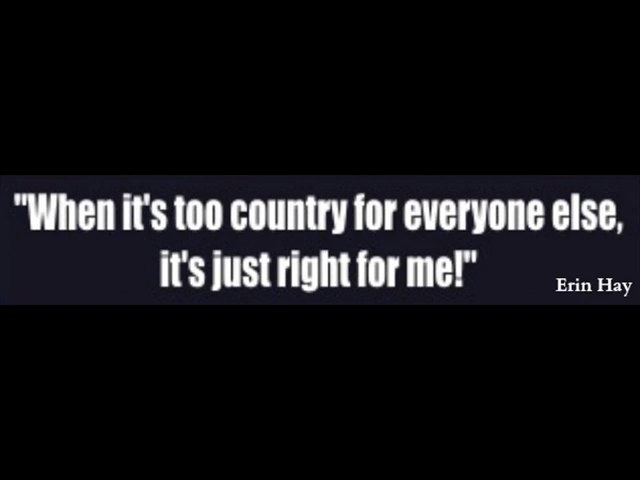 "When it's too country for everyone else,
it's just right for me!"
Erin Hay